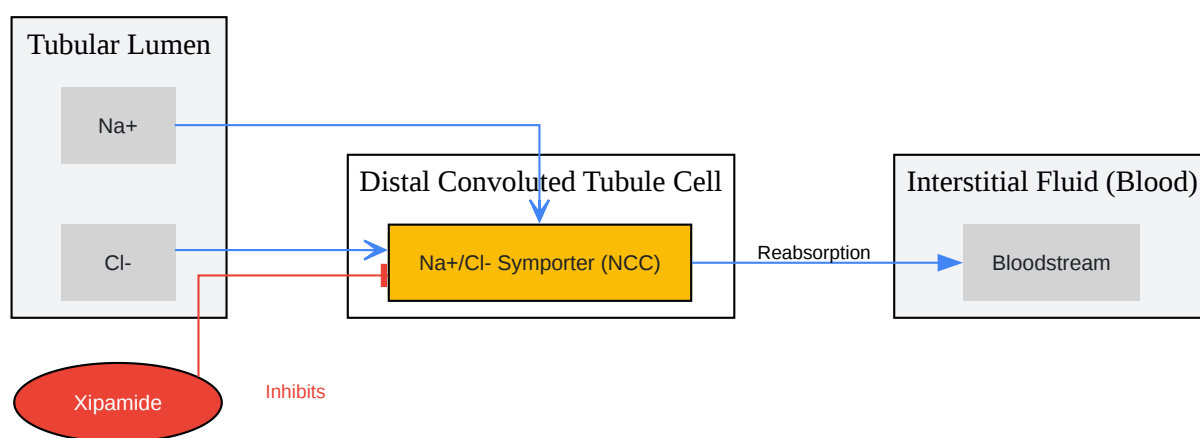 Tubular Lumen
Na+
Cl-
Distal Convoluted Tubule Cell
Na+/Cl- Symporter (NCC)
Reabsorption
Interstitial Fluid (Blood)
Bloodstream
Xipamide
Inhibits